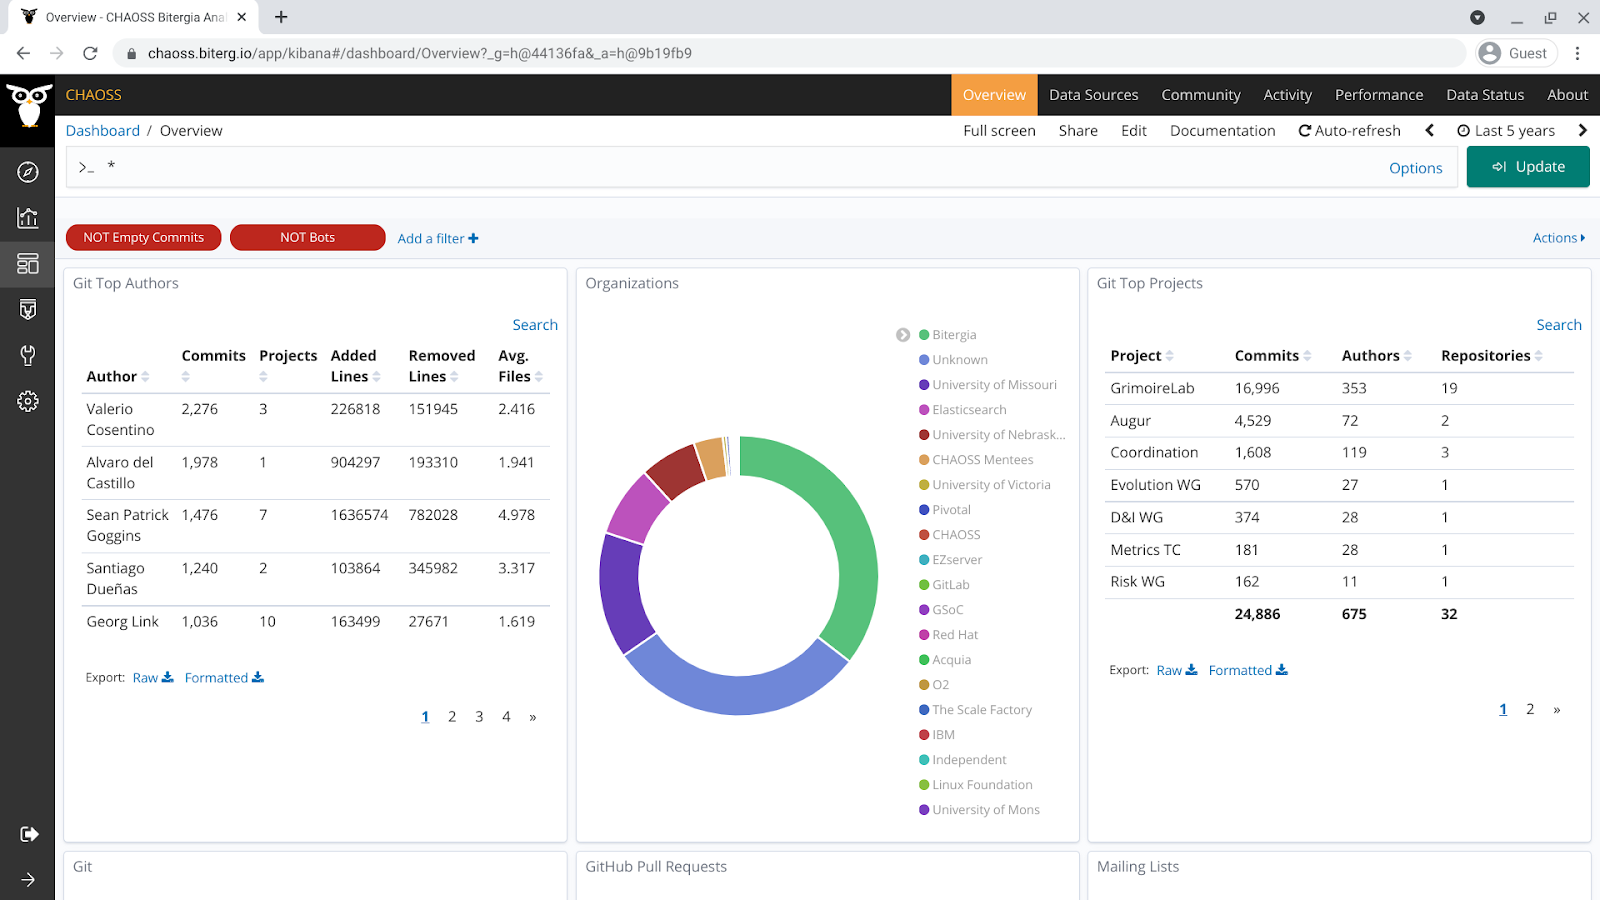 Overview - CHAOSS Bitergia Ana
chaoss.biterg.io/app/kibana#/dashboard/Overview?_g=h@44136fa&_a=h@9b19fb9
Guest
CHAOSS
Overview Data Sources Community Activity Performance Data Status About
Dashboard / Overview
Full screen Share Edit Documentation Auto-refresh Last 5 years
>_ *
Options
Update
NOT Empty Commits NOT Bots Add a filter +
Actions
Git Top Authors
Search
Author Commits Projects Added Lines Removed Lines Avg. Files
Valerio Cosentino 2,276 3 226818 151945 2.416
Alvaro del Castillo 1,978 1 904297 193310 1.941
Sean Patrick Goggins 1,476 7 1636574 782028 4.978
Santiago Dueñas 1,240 2 103864 345982 3.317
Georg Link 1,036 10 163499 27671 1.619
Export: Raw Formatted
1 2 3 4 »
Organizations
Bitergia
Unknown
University of Missouri
Elasticsearch
University of Nebrask...
CHAOSS Mentees
University of Victoria
Pivotal
CHAOSS
EZserver
GitLab
GSoC
Red Hat
Acquia
O2
The Scale Factory
IBM
Independent
Linux Foundation
University of Mons
Git Top Projects
Search
Project Commits Authors Repositories
GrimoireLab 16,996 353 19
Augur 4,529 72 2
Coordination 1,608 119 3
Evolution WG 570 27 1
D&I WG 374 28 1
Metrics TC 181 28 1
Risk WG 162 11 1
24,886 675 32
Export: Raw Formatted
1 2 »
Git
GitHub Pull Requests
Mailing Lists